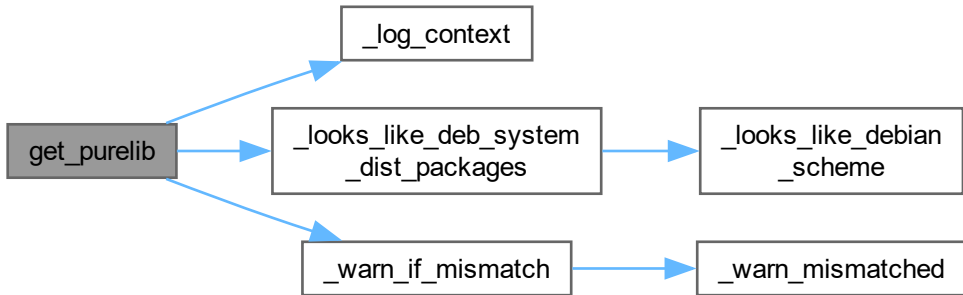 _log_context
get_purelib
_looks_like_deb_system
_dist_packages
_looks_like_debian
_scheme
_warn_if_mismatch
_warn_mismatched